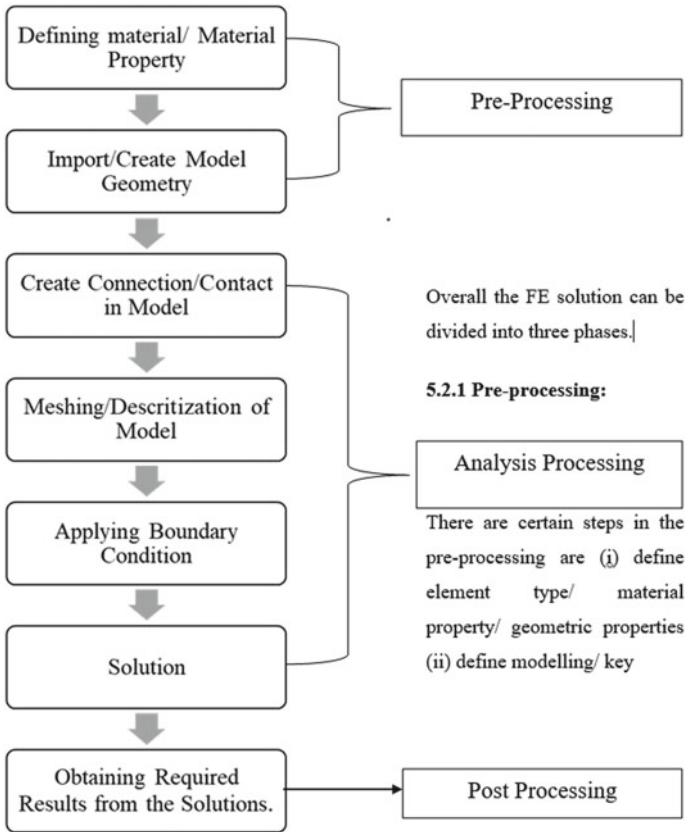 Defining material/ Material
Property
Pre-Processing
Import/Create Model
Geometry
Create Connection/Contact
in Model
Overall the FE solution can be
divided into three phases.
5.2.1 Pre-processing:
Meshing/Descritization of
Model
Analysis Processing
Applying Boundary
Condition
There are certain steps in the
pre-processing are (i) define
element type/ material
property/ geometric properties
(ii) define modelling/ key
Solution
Obtaining Required
Results from the Solutions.
Post Processing